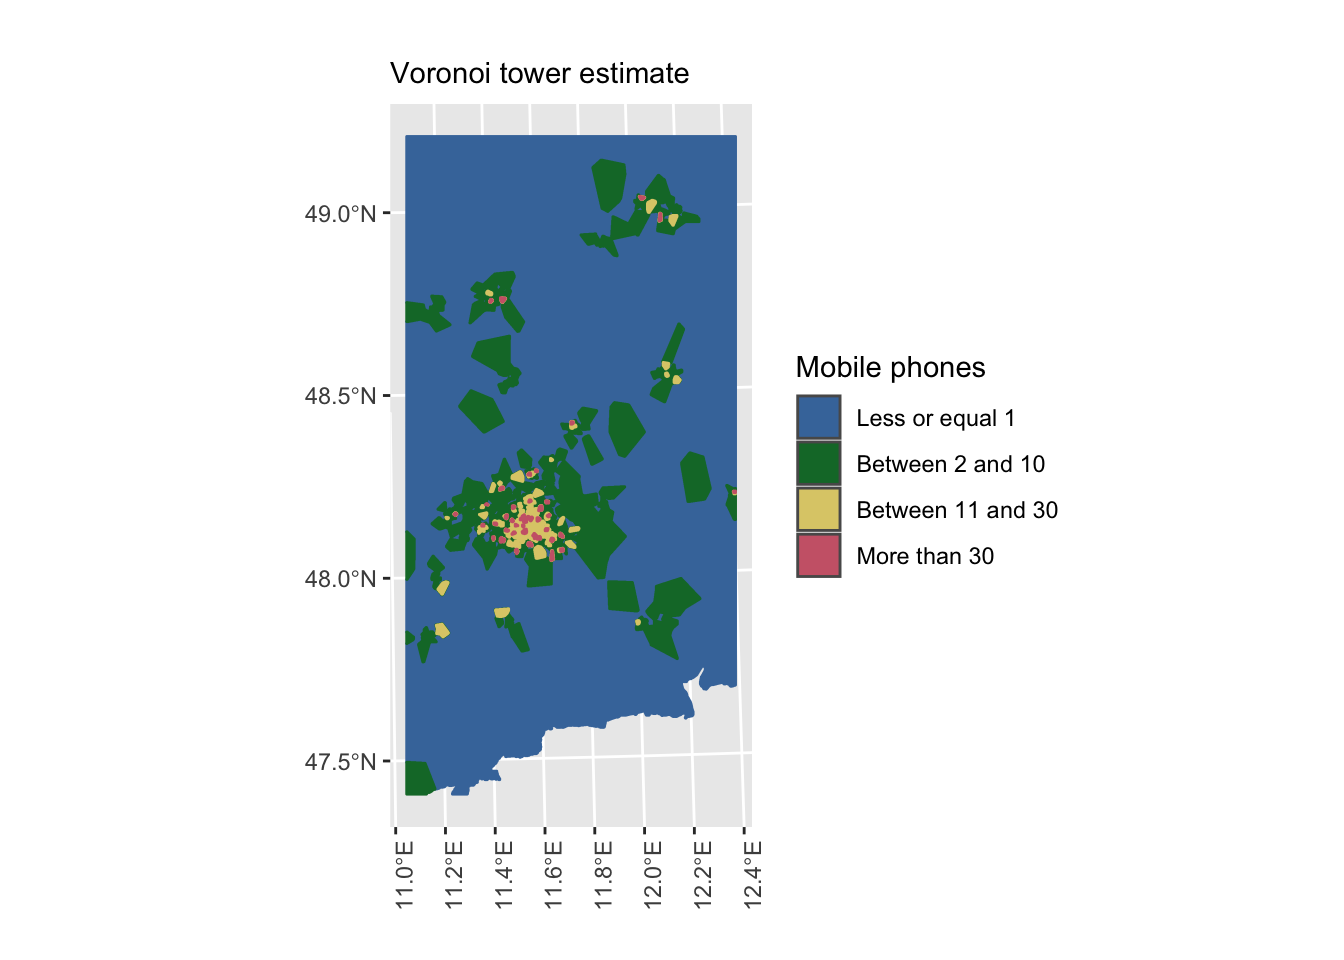 Voronoi tower estimate
49.0°N
48.5°N
48.0°N
47.5°N
11.0°E
11.2°E
11.4°E
11.6°E
11.8°E
12.0°E
12.2°E
12.4°E
Mobile phones
Less or equal 1
Between 2 and 10
Between 11 and 30
More than 30